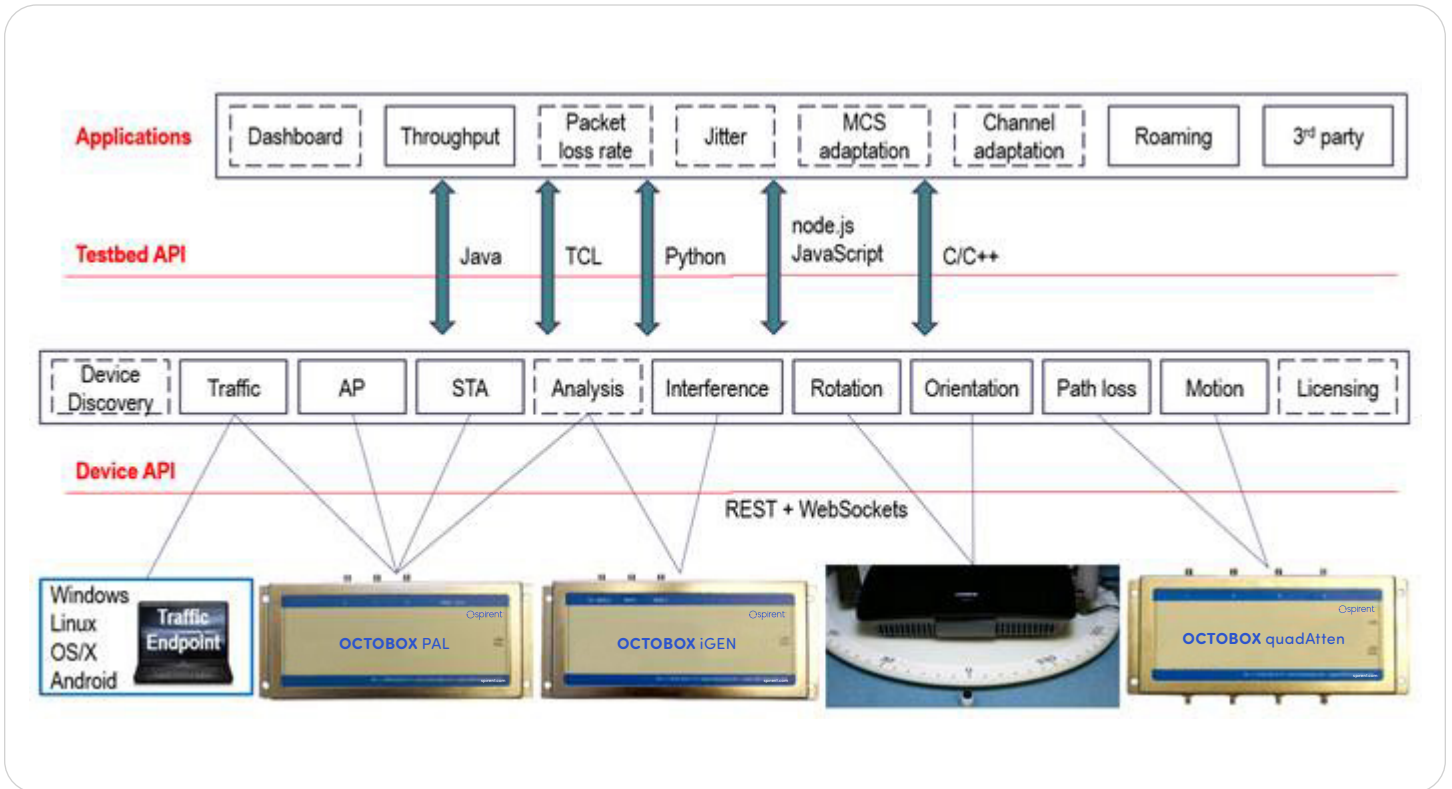 Applications
Dashboard
Throughput
Packet
loss rate
Jitter
MCS
adaptation
Channel
adaptation
Roaming
3rd party
Testbed API
Java
TCL
Python
node.js
JavaScript
C/C++
Device
Discovery
Traffic
AP
STA
Analysis
Interference
Rotation
Orientation
Path loss
Motion
Licensing
Device API
REST + WebSockets
Windows
Linux
OS/X
Android
Traffic
Endpoint
spirent
OCTOBOX PAL
spirent
OCTOBOX iGEN
spirent
OCTOBOX quadAtten